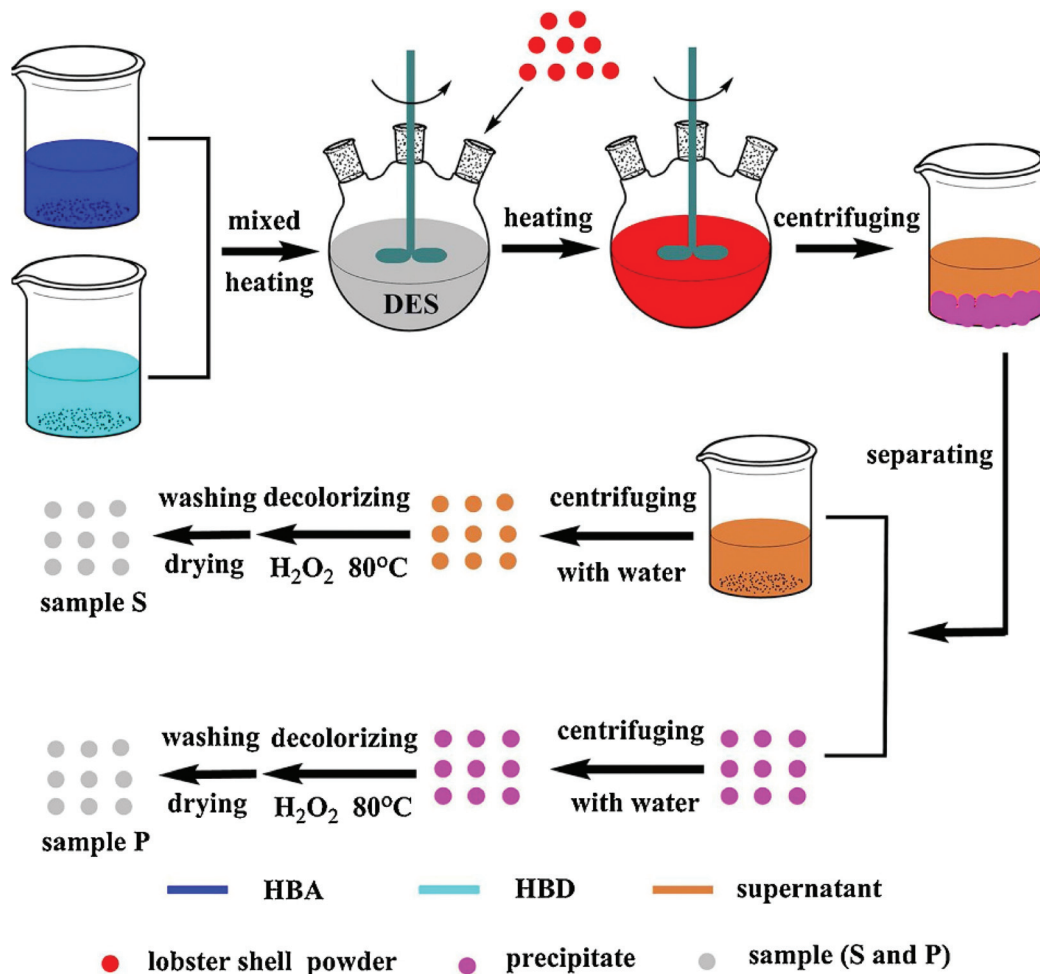 mixed
heating
DES
heating
centrifuging
separating
washing decolorizing
drying H₂O₂ 80°C
sample S
centrifuging
with water
washing decolorizing
drying H₂O₂ 80°C
sample P
centrifuging
with water
HBA HBD supernatant
lobster shell powder precipitate sample (S and P)